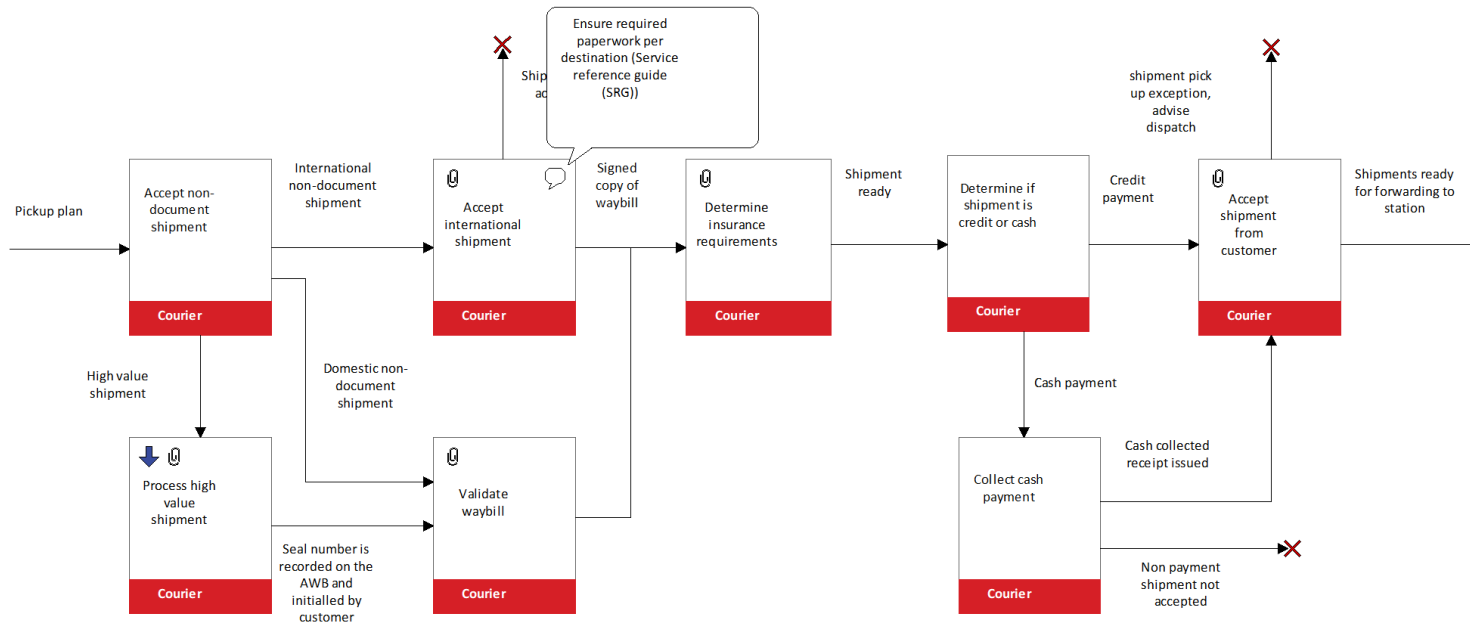 Ensure required
paperwork per
destination (Service
reference guide
(SRG))
shipment pick
up exception,
advise
dispatch
Pickup plan
Accept non-
document
shipment
Courier
International
non-document
shipment
Accept
international
shipment
Courier
Signed
copy of
waybill
Determine
insurance
requirements
Courier
Shipment
ready
Determine if
shipment is
credit or cash
Courier
Credit
payment
Accept
shipment
from
customer
Courier
Shipments ready
for forwarding to
station
High value
shipment
Domestic non-
document
shipment
Cash payment
Process high
value
shipment
Courier
Seal number is
recorded on the
AWB and
initialled by
customer
Validate
waybill
Courier
Collect cash
payment
Courier
Cash collected
receipt issued
Non payment
shipment not
accepted